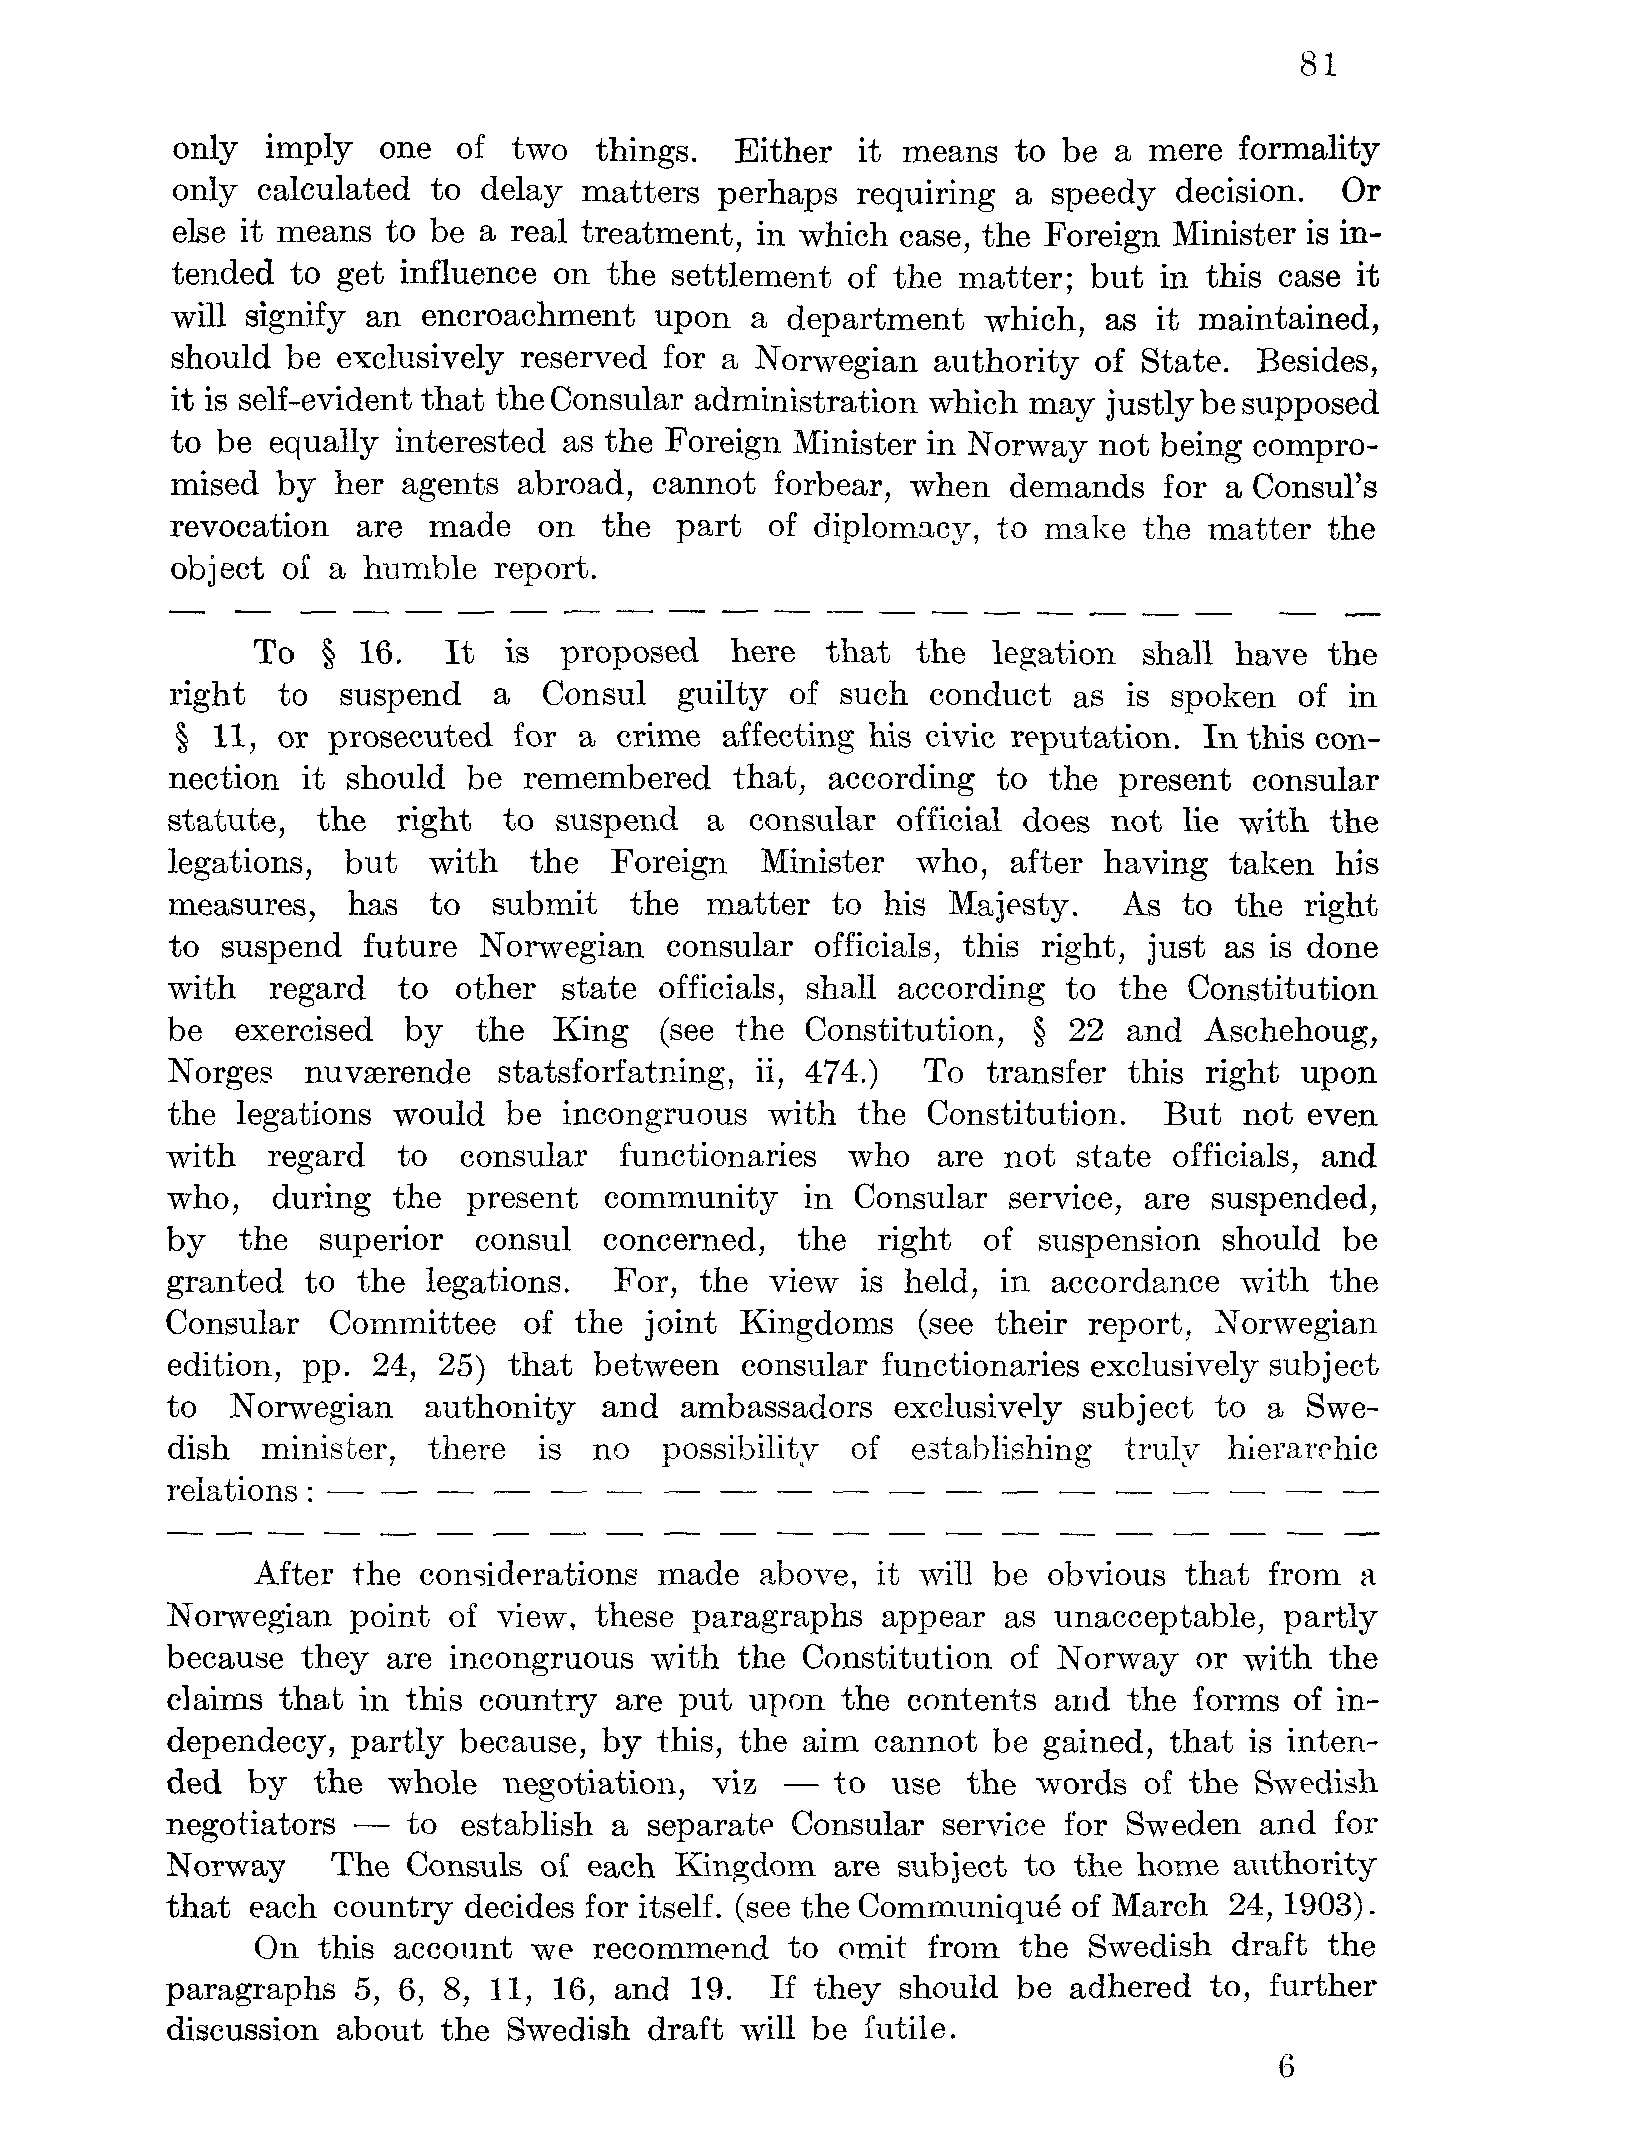 81
only imply one of two things. Either it means to be a mere formality
only calculated to delay matters perhaps requiring a speedy decision. Or
else it means to be a real treatment, in which case, the Foreign Minister is in-
tended to get influence on the settlement of the matter; but in this case it
will signify an encroachment upon a department which, as it maintained,
should be exclusively reserved for a Norwegian authority of State. Besides,
it is self-evident that the Consular administration which may justly be supposed
to be equally interested as the Foreign Minister in Norway not being compro-
mised by her agents abroad, cannot forbear, when demands for a Consul's
revocation are made on the part of diplomacy, to make the matter the
object of a humble report.
— — — — — — — — — — — — — — — — — — — — — —
To § 16. It is proposed here that the legation shall have the
right to suspend a Consul guilty of such conduct as is spoken of in
§ 11, or prosecuted for a crime affecting his civic reputation. In this con-
nection it should be remembered that, according to the present consular
statute, the right to suspend a consular official does not lie with the
legations, but with the Foreign Minister who, after having taken his
measures, has to submit the matter to his Majesty. As to the right
to suspend future Norwegian consular officials, this right, just as is done
with regard to other state officials, shall according to the Constitution
be exercised by the King (see the Constitution, § 22 and Aschehoug,
Norges nuværende statsforfatning, ii, 474.) To transfer this right upon
the legations would be incongruous with the Constitution. But not even
with regard to consular functionaries who are not state officials, and
who, during the present community in Consular service, are suspended,
by the superior consul concerned, the right of suspension should be
granted to the legations. For, the view is held, in accordance with the
Consular Committee of the joint Kingdoms (see their report, Norwegian
edition, pp. 24, 25) that between consular functionaries exclusively subject
to Norwegian authonity and ambassadors exclusively subject to a Swe-
dish minister, there is no possibility of establishing truly hierarchic
relations: — — — — — — — — — — — — — — — — — — —
— — — — — — — — — — — — — — — — — — — — — —
After the considerations made above, it will be obvious that from a
Norwegian point of view, these paragraphs appear as unacceptable, partly
because they are incongruous with the Constitution of Norway or with the
claims that in this country are put upon the contents and the forms of in-
dependecy, partly because, by this, the aim cannot be gained, that is inten-
ded by the whole negotiation, viz — to use the words of the Swedish
negotiators — to establish a separate Consular service for Sweden and for
Norway The Consuls of each Kingdom are subject to the home authority
that each country decides for itself. (see the Communiqué of March 24, 1903).
On this account we recommend to omit from the Swedish draft the
paragraphs 5, 6, 8, 11, 16, and 19. If they should be adhered to, further
discussion about the Swedish draft will be futile.
6